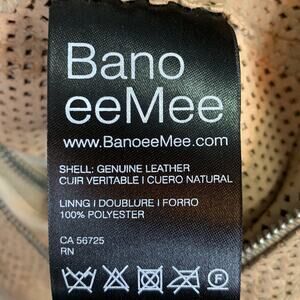 Bano
eeMee
www.BanoeeMee.com
SHELL: GENUINE LEATHER
CUIR VERITABLE I CUERO NATURAL
LINNG I DOUBLURE I FORRO
100% POLYESTER
CA 56725
RN
F